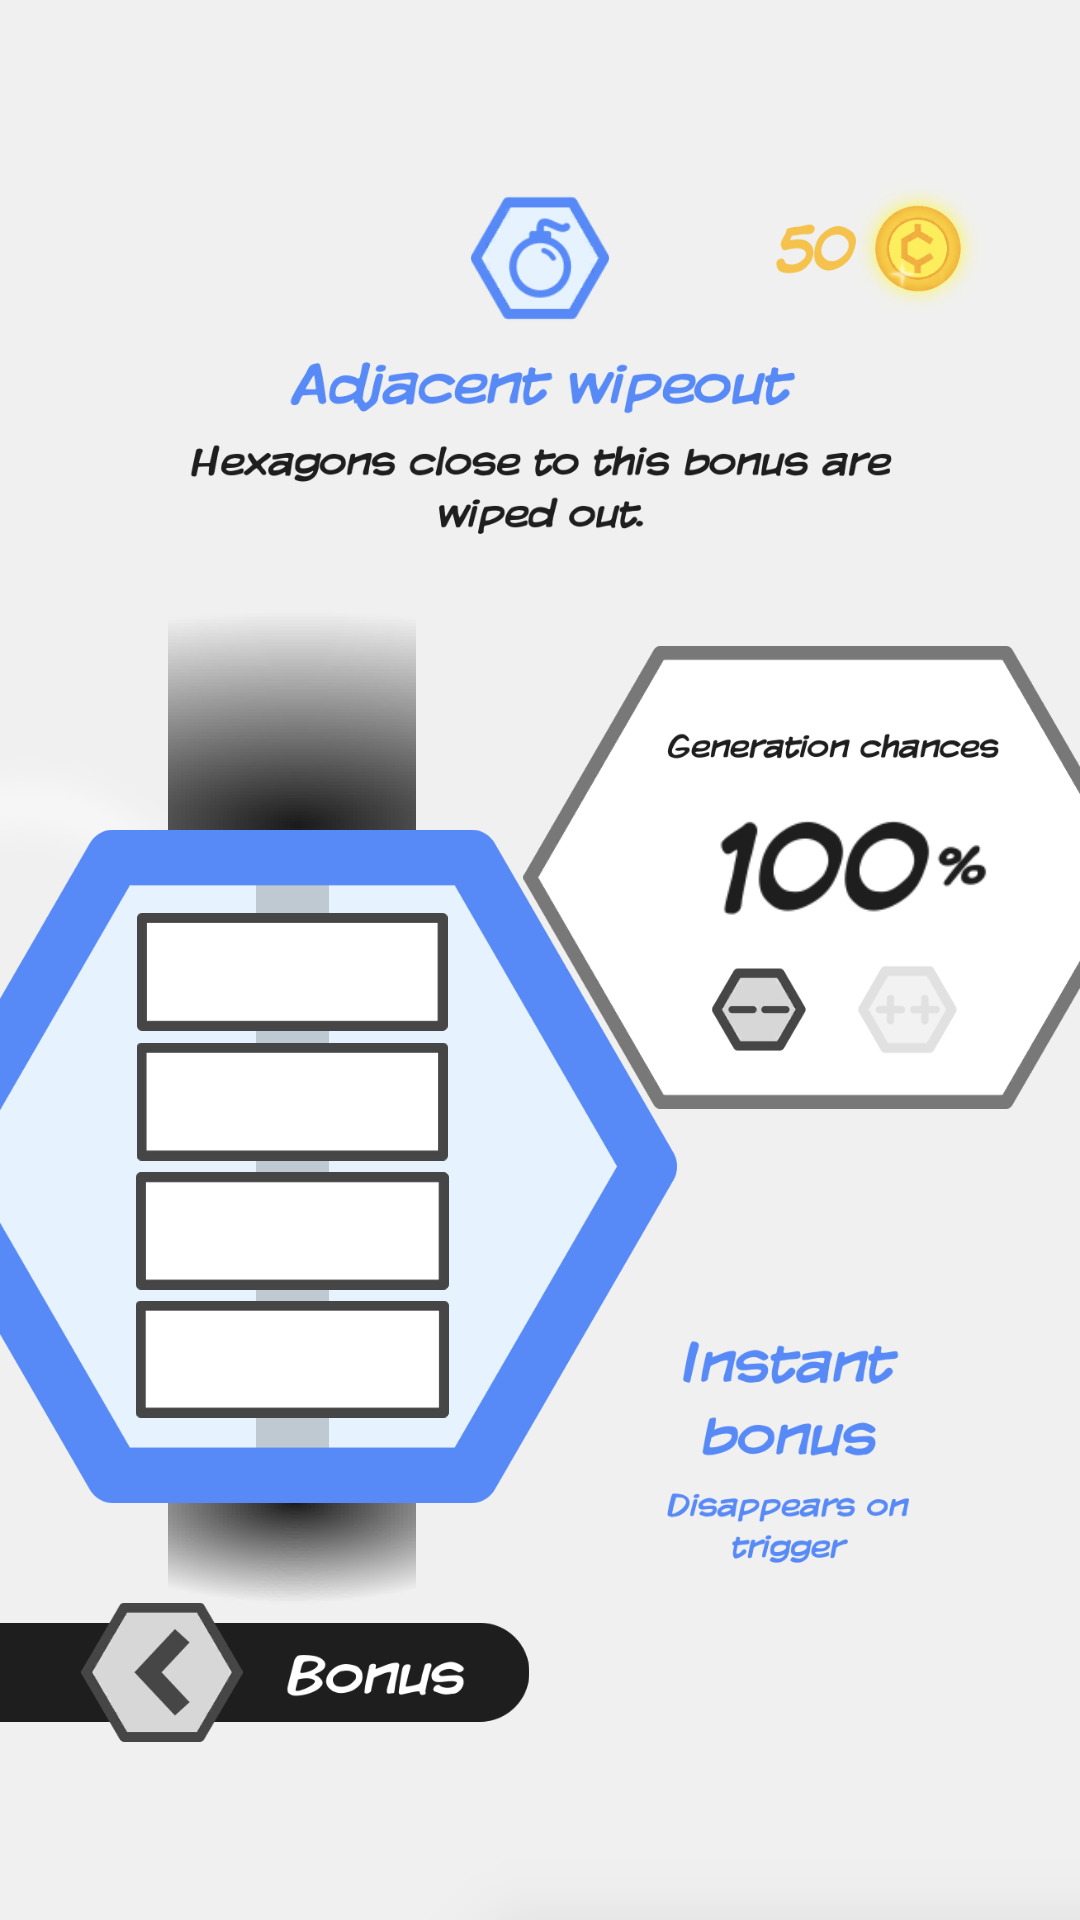 50
Adjacent wipeout
Hexagons close to this bonus are
wiped out.
Generation chances
100%
-- ++
Instant
bonus
Disappears on
trigger
Bonus